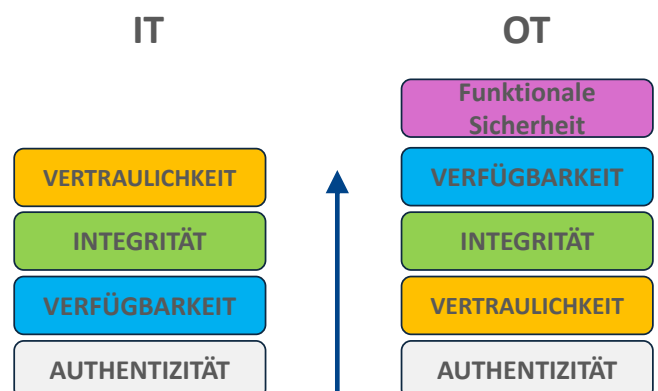 IT
OT
Funktionale
Sicherheit
VERTRAULICHKEIT
VERFÜGBARKEIT
INTEGRITÄT
INTEGRITÄT
VERFÜGBARKEIT
VERTRAULICHKEIT
AUTHENTIZITÄT
AUTHENTIZITÄT